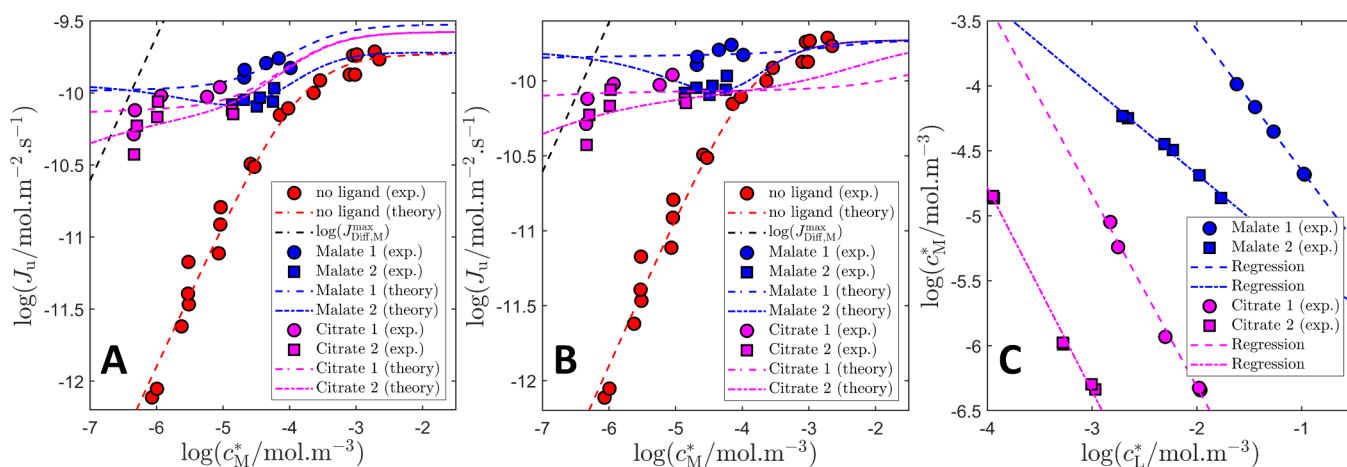 log(J_u/mol.m⁻².s⁻¹)
-9.5
-10
-10.5
-11
-11.5
-12
no ligand (exp.)
no ligand (theory)
log(J^max_Diff,M)
Malate 1 (exp.)
Malate 2 (exp.)
Malate 1 (theory)
Malate 2 (theory)
Citrate 1 (exp.)
Citrate 2 (exp.)
Citrate 1 (theory)
Citrate 2 (theory)
A
-7 -6 -5 -4 -3 -2
log(c*_M/mol.m⁻³)
log(J_u/mol.m⁻².s⁻¹)
-9.5
-10
-10.5
-11
-11.5
-12
no ligand (exp.)
no ligand (theory)
log(J^max_Diff,M)
Malate 1 (exp.)
Malate 2 (exp.)
Malate 1 (theory)
Malate 2 (theory)
Citrate 1 (exp.)
Citrate 2 (exp.)
Citrate 1 (theory)
Citrate 2 (theory)
B
-7 -6 -5 -4 -3 -2
log(c*_M/mol.m⁻³)
log(c*_M/mol.m⁻³)
-3.5
-4
-4.5
-5
-5.5
-6
-6.5
Malate 1 (exp.)
Malate 2 (exp.)
Regression
Regression
Citrate 1 (exp.)
Citrate 2 (exp.)
Regression
Regression
C
-4 -3 -2 -1
log(c*_L/mol.m⁻³)